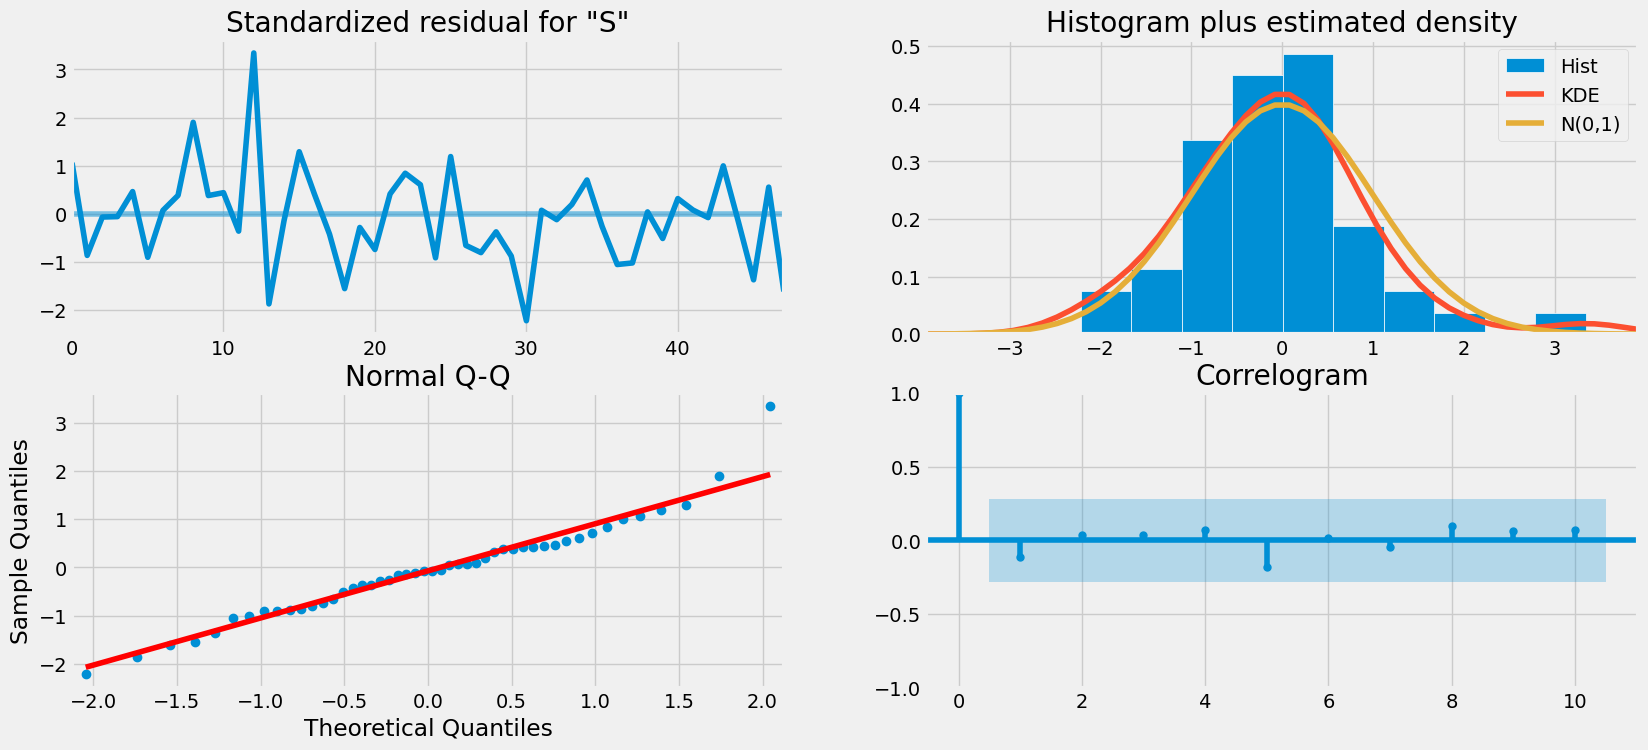 Standardized residual for "S"
3
2
1
0
−1
−2
0 10 20 30 40
Histogram plus estimated density
0.5
0.4
0.3
0.2
0.1
0.0
−3 −2 −1 0 1 2 3
Hist
KDE
N(0,1)
Normal Q-Q
Sample Quantiles
3
2
1
0
−1
−2
−2.0 −1.5 −1.0 −0.5 0.0 0.5 1.0 1.5 2.0
Theoretical Quantiles
Correlogram
1.0
0.5
0.0
−0.5
−1.0
0 2 4 6 8 10